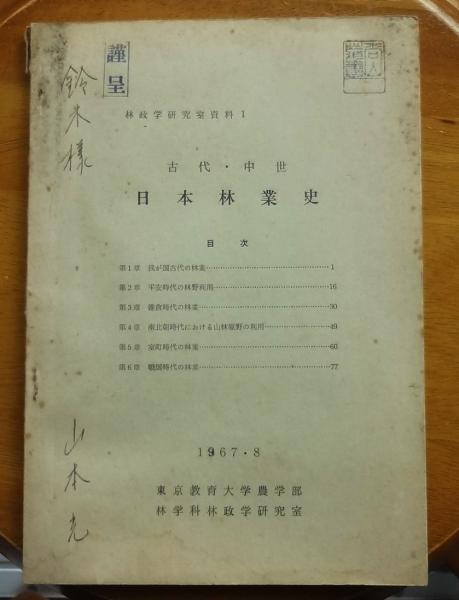 謹呈
鈴木様
林政学研究室資料 1
古代・中世
日本林業史
目次
第1章 我が国古代の林業…………1
第2章 平安時代の林野利用…………16
第3章 鎌倉時代の林業…………30
第4章 南北朝時代における山林原野の利用…………49
第5章 室町時代の林業…………60
第6章 戦国時代の林業…………77
山本光
1967・8
東京教育大学農学部
林学科林政学研究室